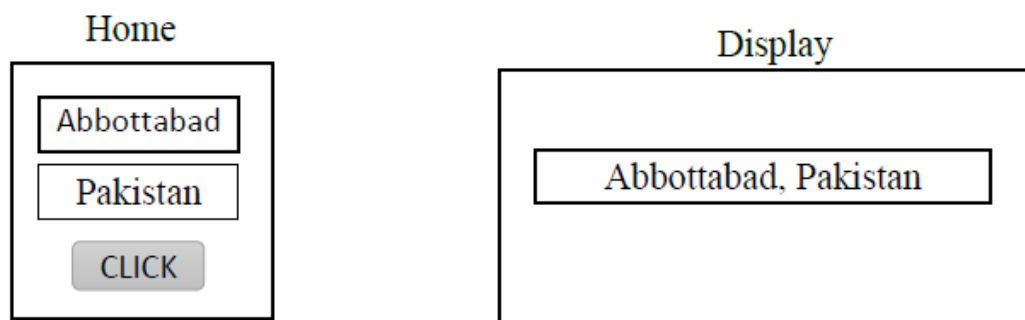 Home
Abbottabad
Pakistan
CLICK
Display
Abbottabad, Pakistan